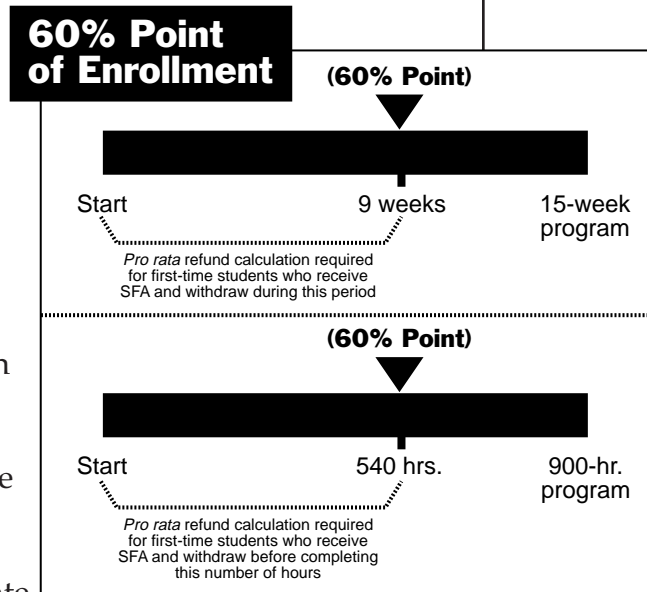 60% Point
of Enrollment
(60% Point)
Start
9 weeks
15-week
program
Pro rata refund calculation required
for first-time students who receive
SFA and withdraw during this period
(60% Point)
Start
540 hrs.
900-hr.
program
Pro rata refund calculation required
for first-time students who receive
SFA and withdraw before completing
this number of hours